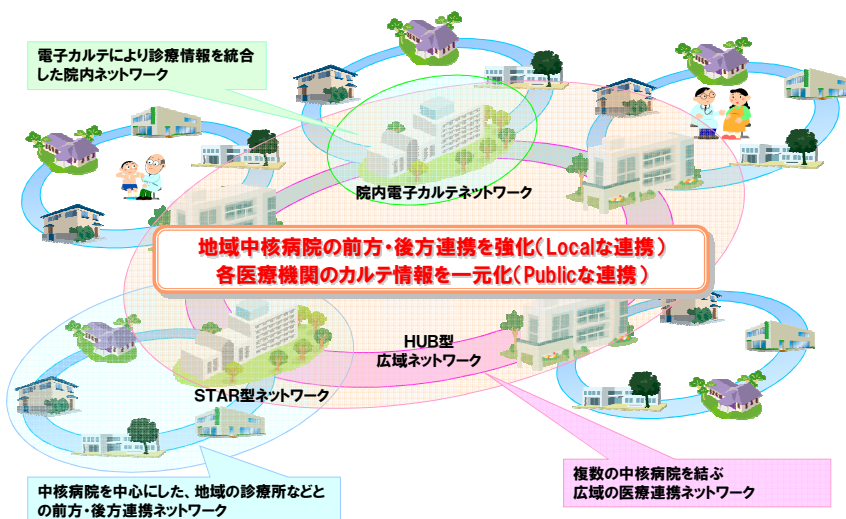 電子カルテにより診療情報を統合
した院内ネットワーク
院内電子カルテネットワーク
地域中核病院の前方・後方連携を強化(Localな連携)
各医療機関のカルテ情報を一元化(Publicな連携)
HUB型
広域ネットワーク
STAR型ネットワーク
中核病院を中心にした、地域の診療所などと
の前方・後方連携ネットワーク
複数の中核病院を結ぶ
広域の医療連携ネットワーク